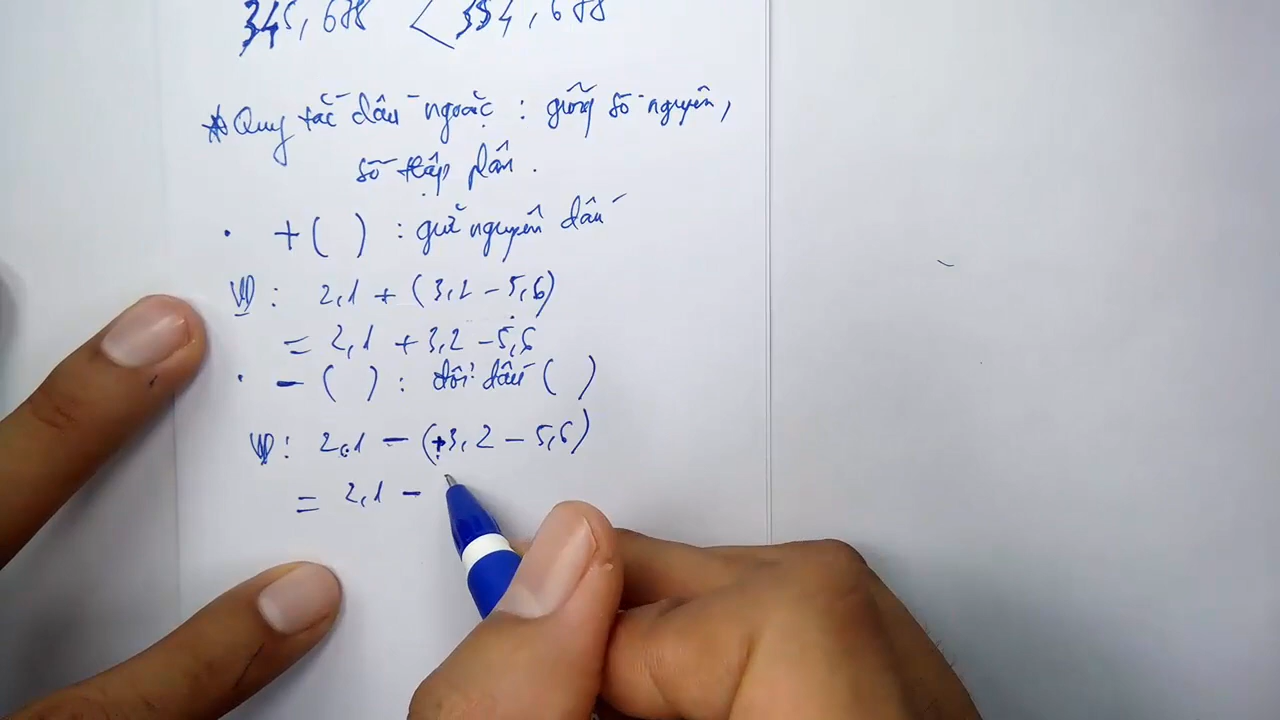 345,678 < 354,678
* Quy tắc dấu ngoặc : giống số nguyên,
số thập phân .
• + ( ) : giữ nguyên dấu
VD : 2,1 + (3,2 - 5,6)
= 2,1 + 3,2 - 5,6
• - ( ) : đổi dấu ( )
VD : 2,1 - (+3,2 - 5,6)
= 2,1 -